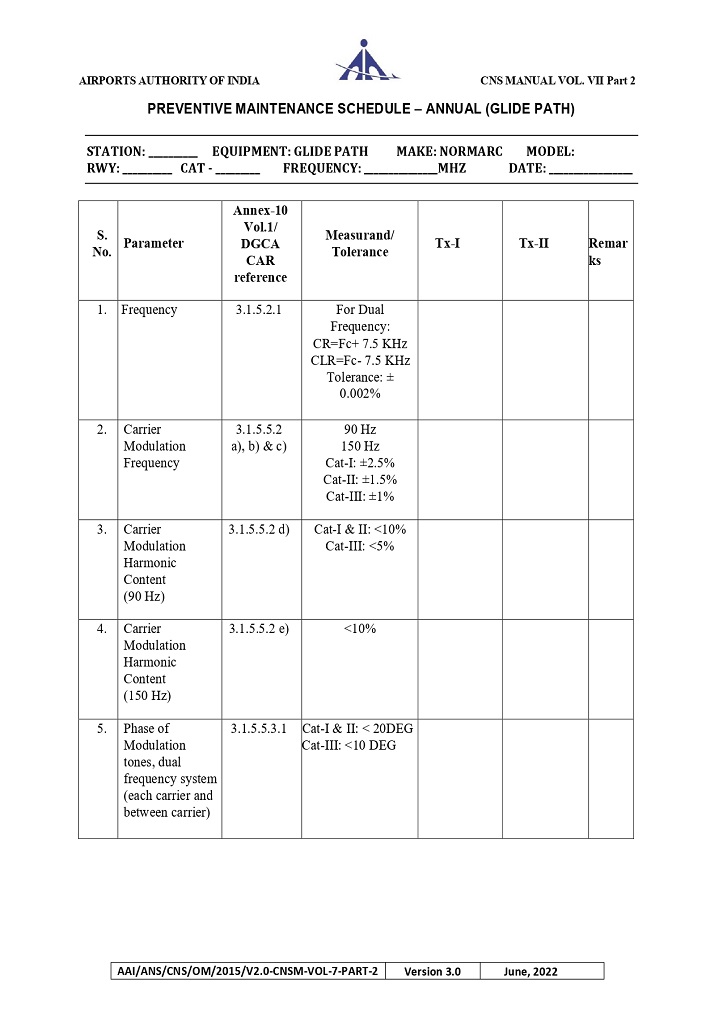 AIRPORTS AUTHORITY OF INDIA CNS MANUAL VOL. VII Part 2
PREVENTIVE MAINTENANCE SCHEDULE – ANNUAL (GLIDE PATH)
STATION: _________ EQUIPMENT: GLIDE PATH MAKE: NORMARC MODEL:
RWY: _________ CAT - ________ FREQUENCY: _____________MHZ DATE: _______________
S. No. Parameter Annex-10 Vol.1/ DGCA CAR reference Measurand/ Tolerance Tx-I Tx-II Remar ks
1. Frequency 3.1.5.2.1 For Dual
Frequency:
CR=Fc+ 7.5 KHz
CLR=Fc- 7.5 KHz
Tolerance: ±
0.002%
2. Carrier 3.1.5.5.2 90 Hz
Modulation a), b) & c) 150 Hz
Frequency Cat-I: ±2.5%
Cat-II: ±1.5%
Cat-III: ±1%
3. Carrier 3.1.5.5.2 d) Cat-I & II: <10%
Modulation Cat-III: <5%
Harmonic
Content
(90 Hz)
4. Carrier 3.1.5.5.2 e) <10%
Modulation
Harmonic
Content
(150 Hz)
5. Phase of 3.1.5.5.3.1 Cat-I & II: < 20DEG
Modulation Cat-III: <10 DEG
tones, dual
frequency system
(each carrier and
between carrier)
AAI/ANS/CNS/OM/2015/V2.0-CNSM-VOL-7-PART-2 Version 3.0 June, 2022